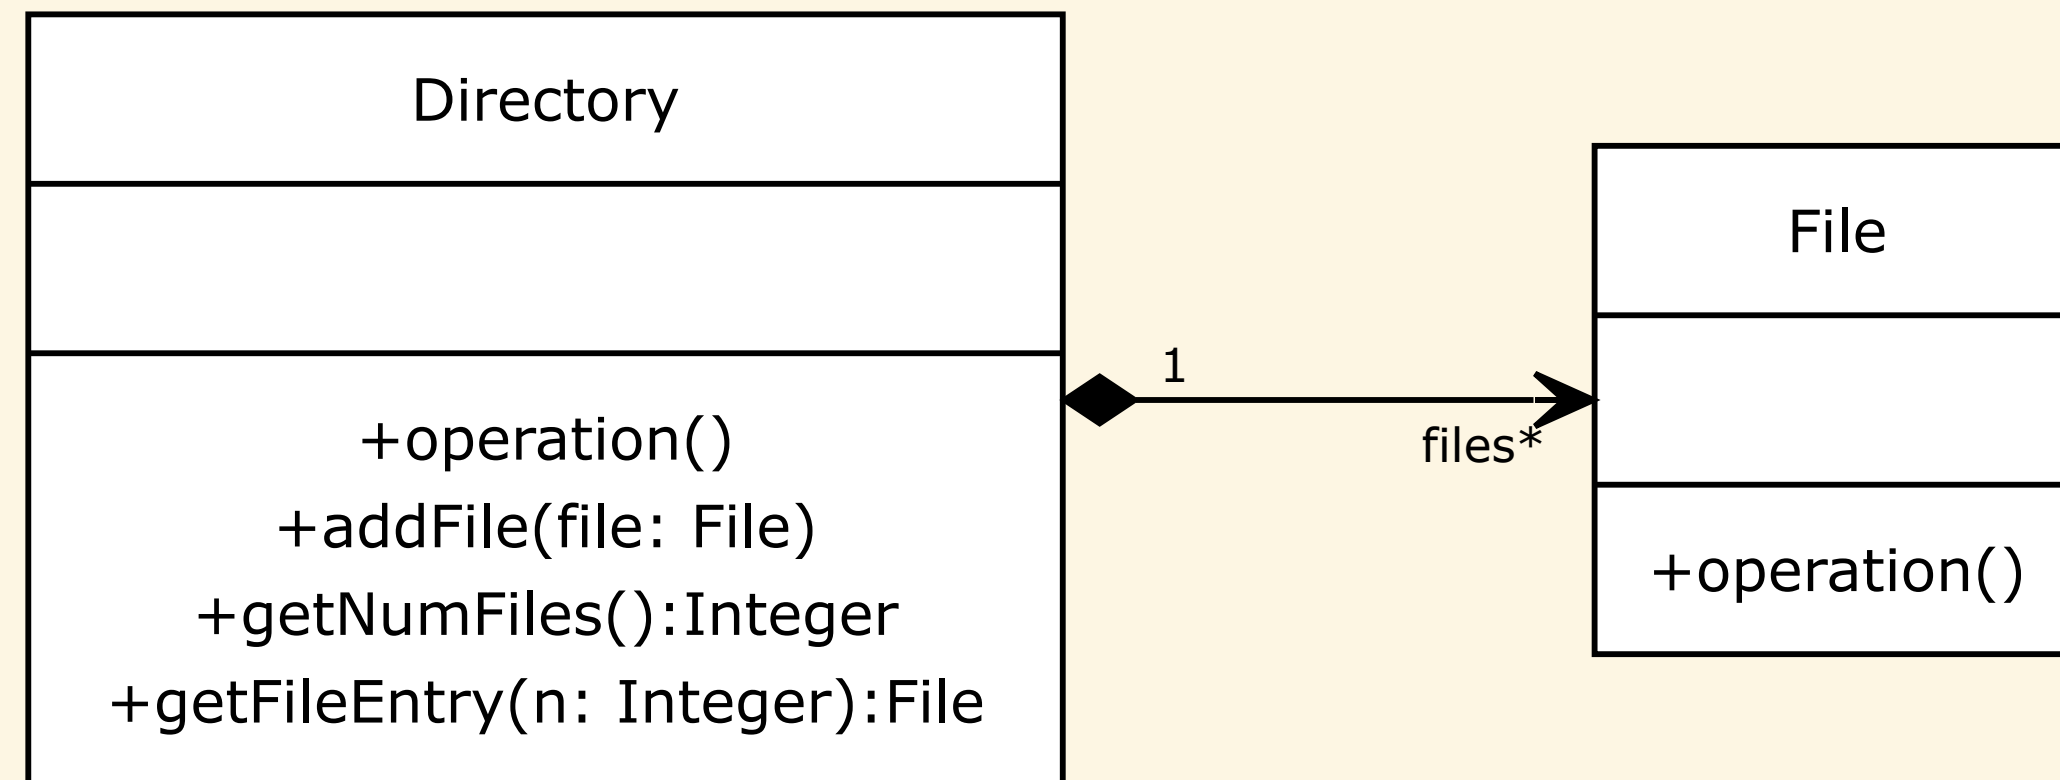 Directory
+operation()
+addFile(file: File)
+getNumFiles():Integer
+getFileEntry(n: Integer):File
1
files*
File
+operation()